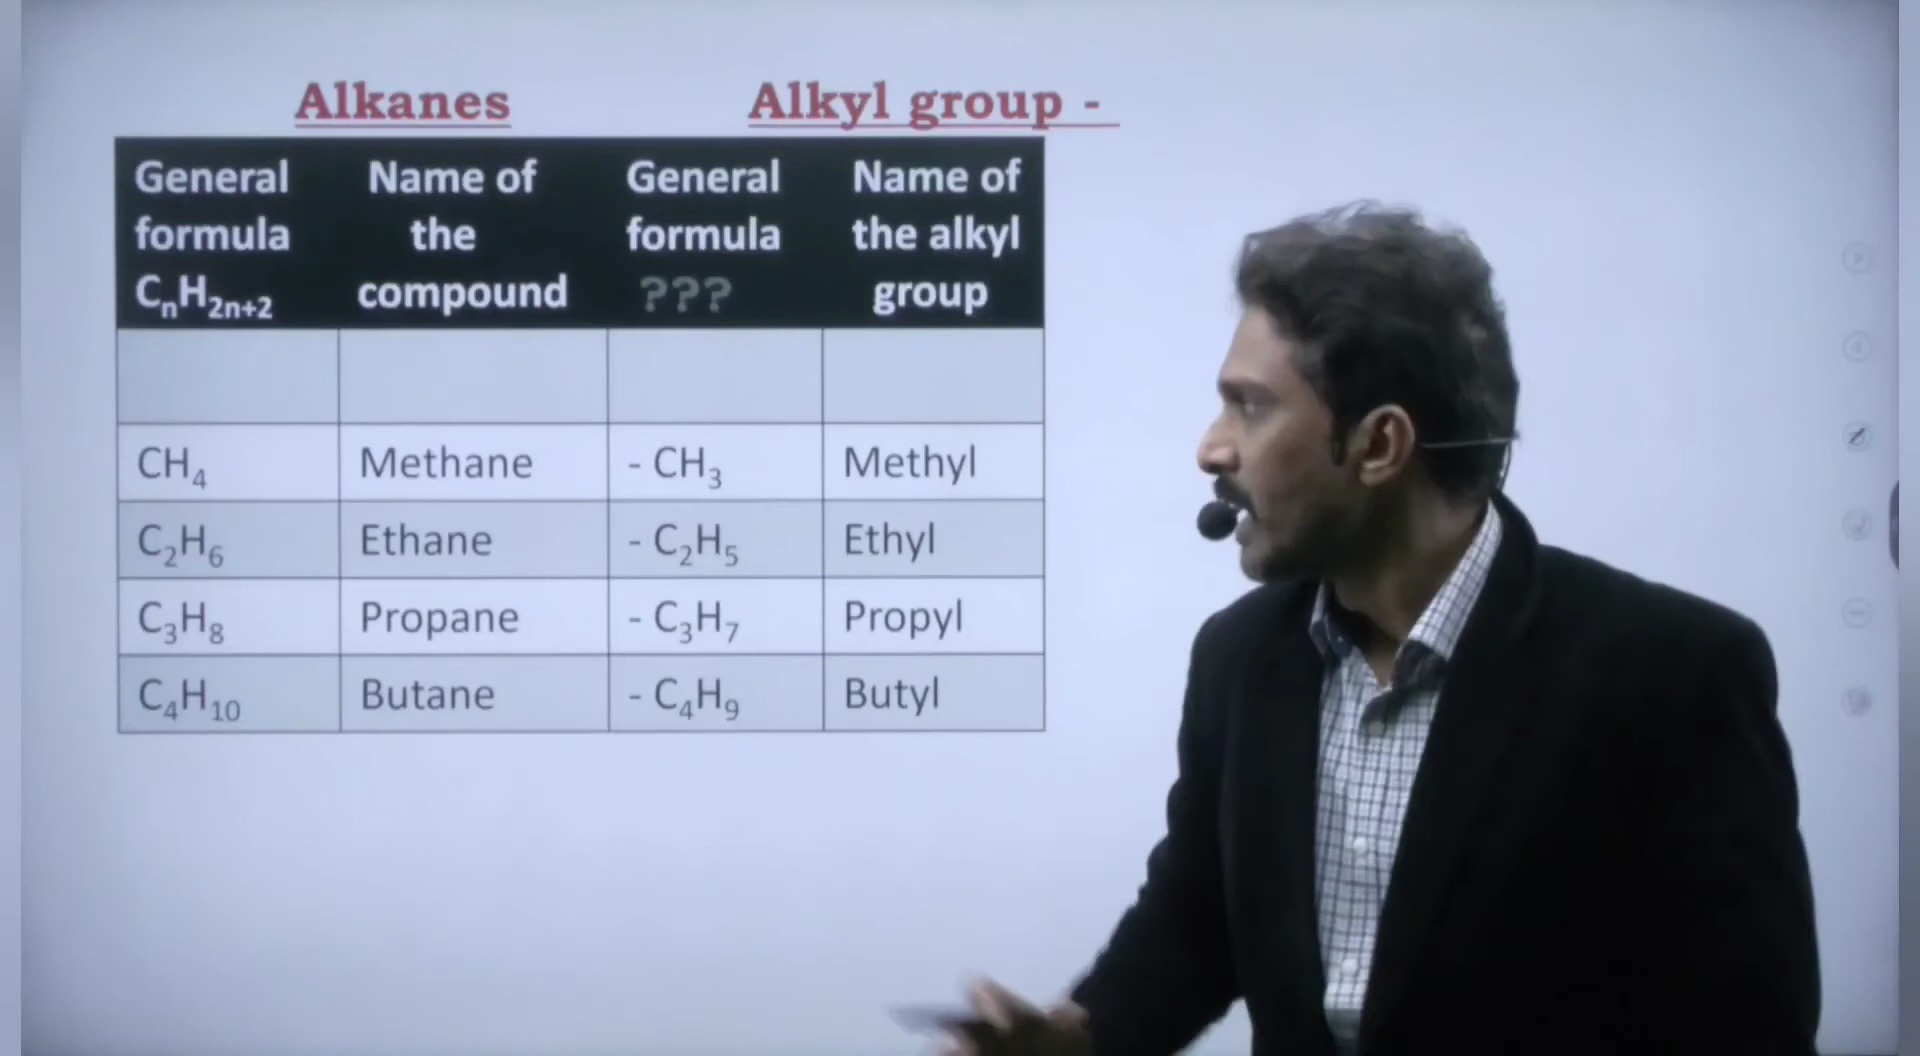 Alkanes
Alkyl group -
General formula CₙH₂ₙ₊₂ Name of the compound General formula ??? Name of the alkyl group
CH₄ Methane - CH₃ Methyl
C₂H₆ Ethane - C₂H₅ Ethyl
C₃H₈ Propane - C₃H₇ Propyl
C₄H₁₀ Butane - C₄H₉ Butyl